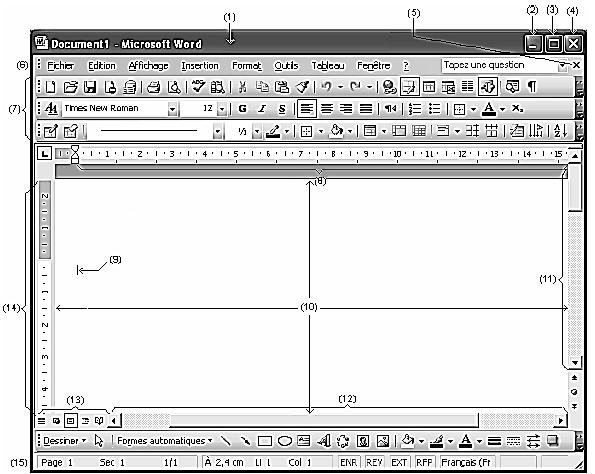 (1) (2) (3) (4) (5)
Document1 - Microsoft Word
(6) Fichier Edition Affichage Insertion Format Outils Tableau Fenêtre ? Tapez une question
(7)
Times New Roman 12 G I S
1 1 2 3 4 5 6 7 8 9 10 11 12 13 14 15
(8)
(9)
(10)
(11)
(12)
(13)
(14)
Dessiner Formes automatiques
(15) Page 1 Sec 1 1/1 À 2,4 cm Li 1 Col 1 ENR REV EXT RFP Français (Fr